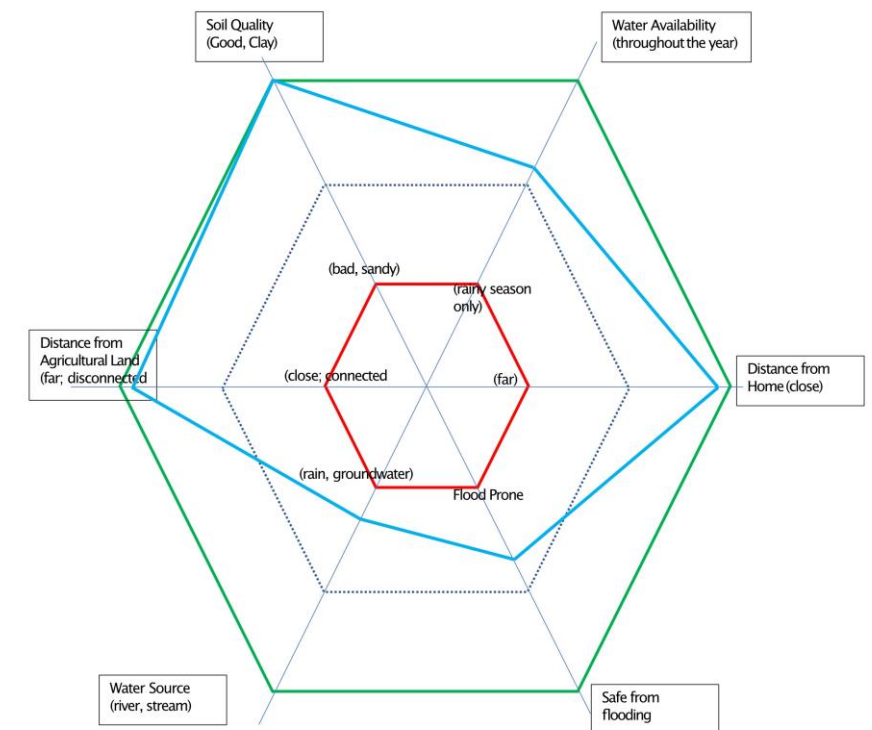 Soil Quality
(Good, Clay)
Water Availability
(throughout the year)
(bad, sandy)
(rainy season
only)
Distance from
Agricultural Land
(far; disconnected
(close; connected
(far)
Distance from
Home (close)
(rain, groundwater)
Flood Prone
Water Source
(river, stream)
Safe from
flooding